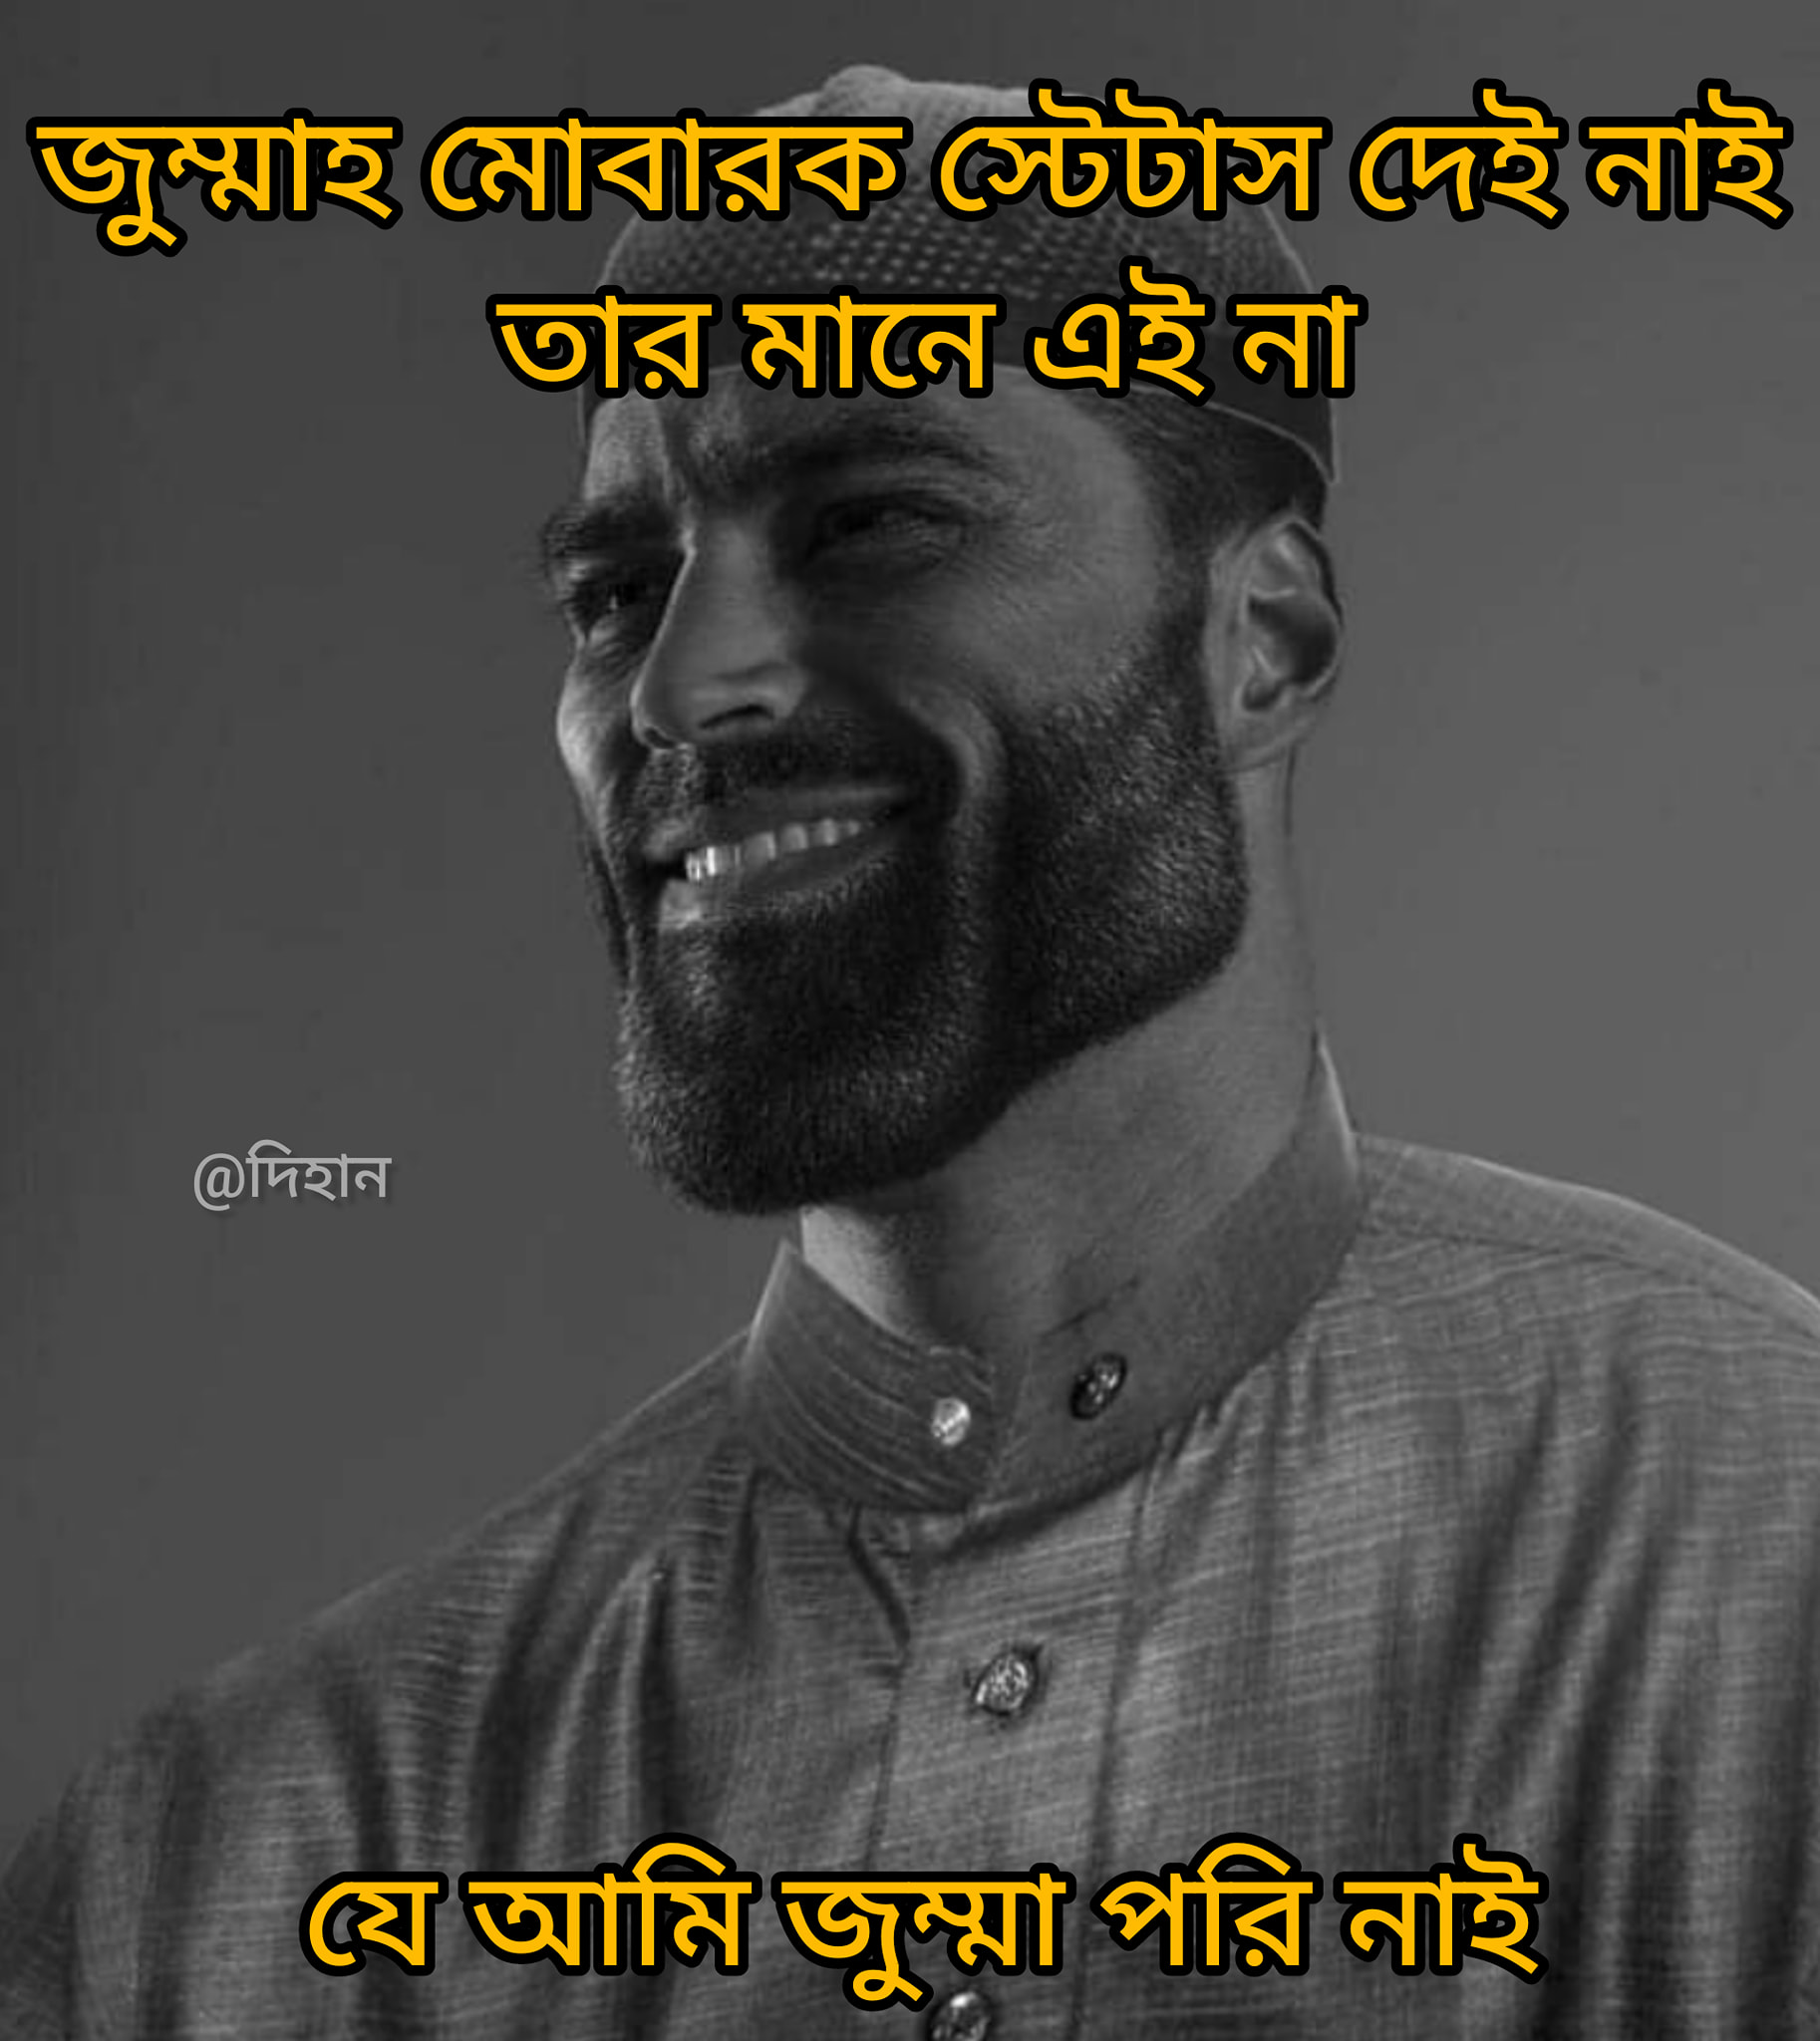 জুম্মাহ মোবারক স্টেটাস দেই নাই
তার মানে এই না
@দিহান
যে আমি জুম্মা পরি নাই